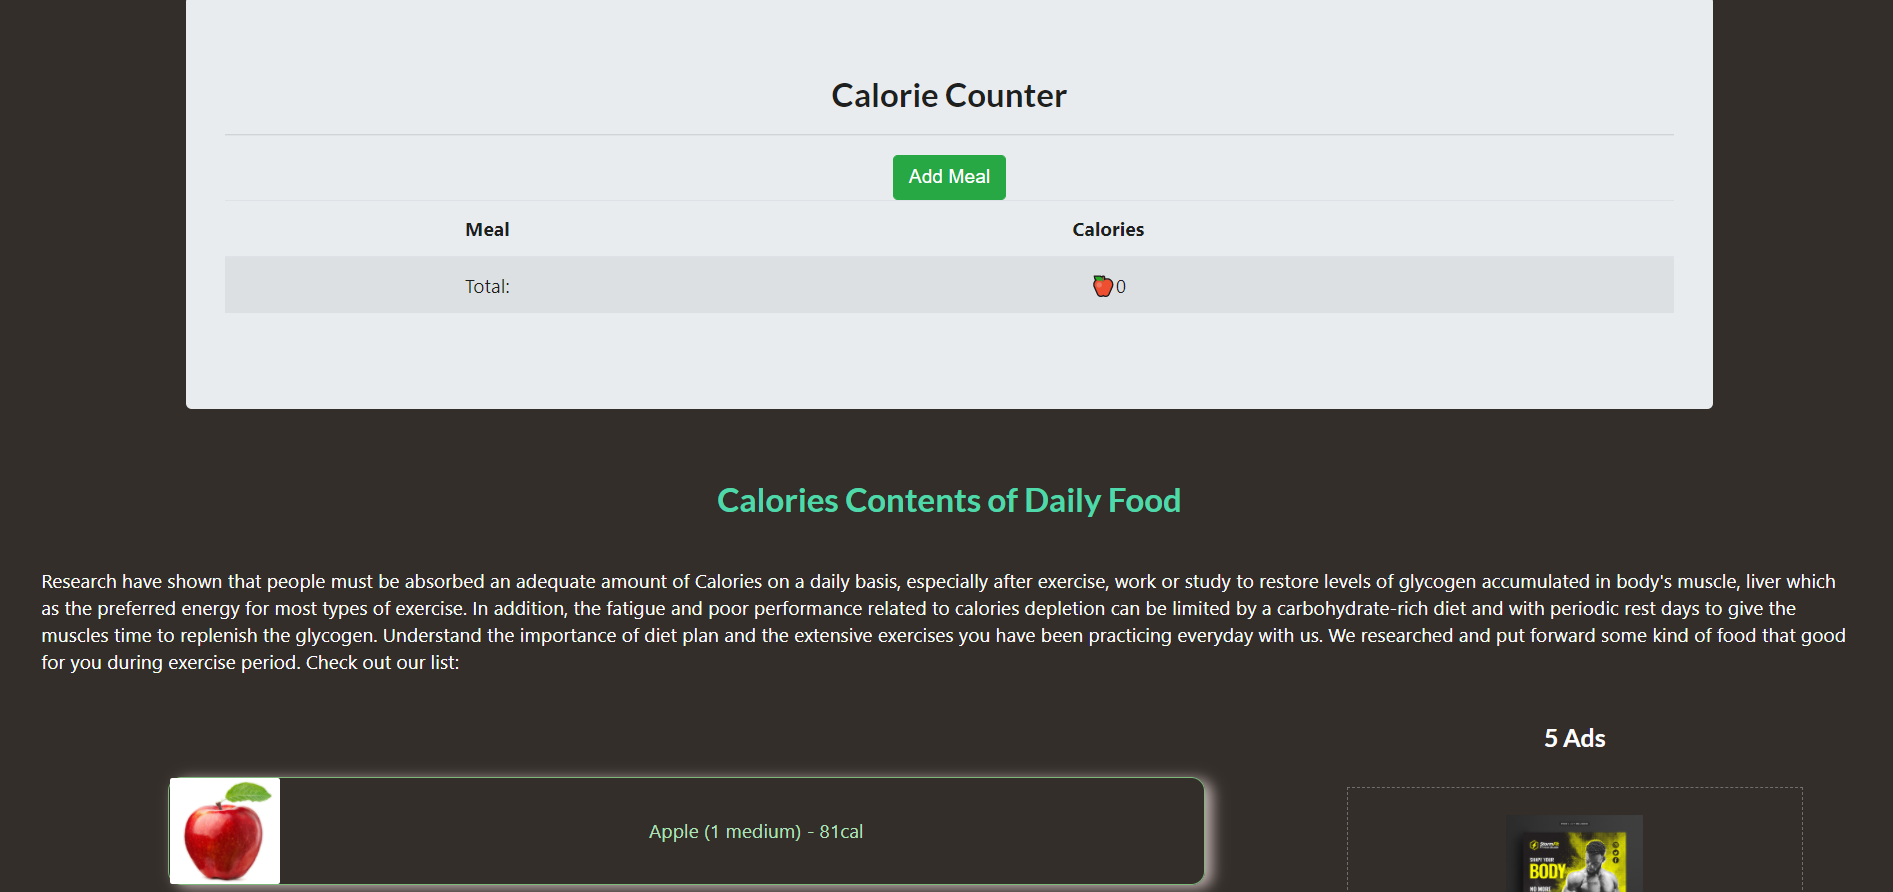 Calorie Counter
Add Meal
Meal Calories
Total: 0
Calories Contents of Daily Food
Research have shown that people must be absorbed an adequate amount of Calories on a daily basis, especially after exercise, work or study to restore levels of glycogen accumulated in body's muscle, liver which
as the preferred energy for most types of exercise. In addition, the fatigue and poor performance related to calories depletion can be limited by a carbohydrate-rich diet and with periodic rest days to give the
muscles time to replenish the glycogen. Understand the importance of diet plan and the extensive exercises you have been practicing everyday with us. We researched and put forward some kind of food that good
for you during exercise period. Check out our list:
5 Ads
Apple (1 medium) - 81cal
SHAPE YOUR
BODY
NO MORE